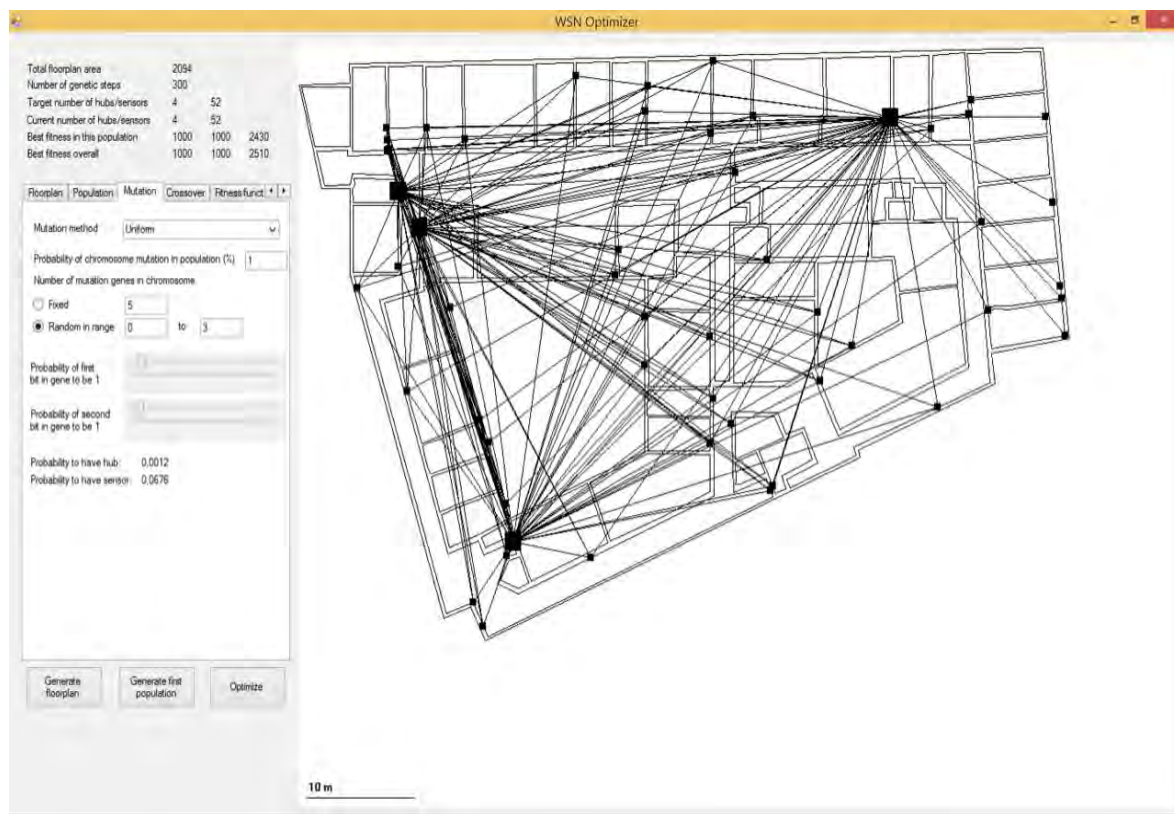 WSN Optimizer
Total floorplan area 2054
Number of genetic steps 300
Target number of hubs/sensors 4 52
Current number of hubs/sensors 4 52
Best fitness in this population 1000 1000 2430
Best fitness overall 1000 1000 2510
Floorplan Population Mutation Crossover Fitness funct
Mutation method Uniform
Probability of chromosome mutation in population (%) 1
Number of mutation genes in chromosome
Fixed 5
Random in range 0 to 3
Probability of first
bit in gene to be 1
Probability of second
bit in gene to be 1
Probability to have hub: 0,0012
Probability to have sensor: 0,0676
Generate
floorplan
Generate first
population
Optimize
10 m